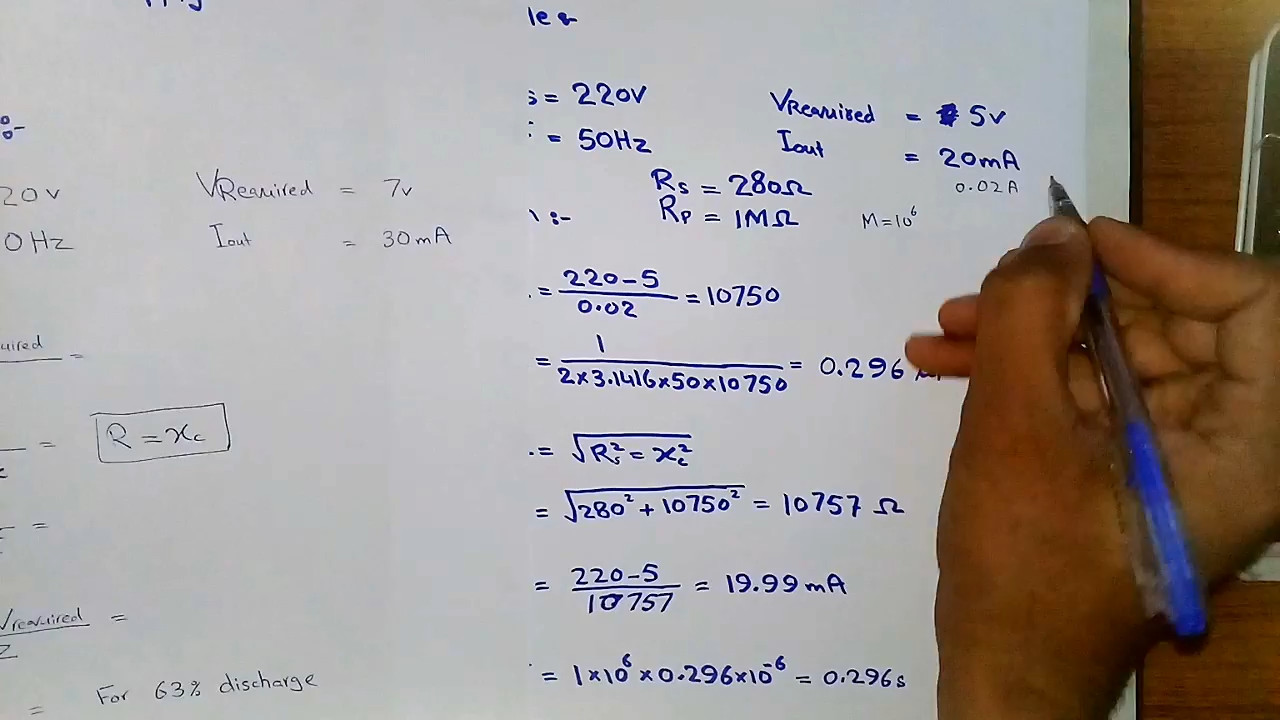 le :-
= 220V
= 50Hz
VRequired = 5v
Iout = 20mA
0.02A
Rs = 280Ω
Rp = 1MΩ
M=10⁶
= 220-5 / 0.02 = 10750
= 1 / 2×3.1416×50×10750 = 0.296
= √Rs² = xc²
= √280² + 10750² = 10757 Ω
= 220-5 / 10757 = 19.99 mA
= 1×10⁶ × 0.296×10⁻⁶ = 0.296s
20v
0Hz
VRequired = 7v
Iout = 30mA
uired =
= R = xc
=
Vrequired =
Z
= For 63% discharge